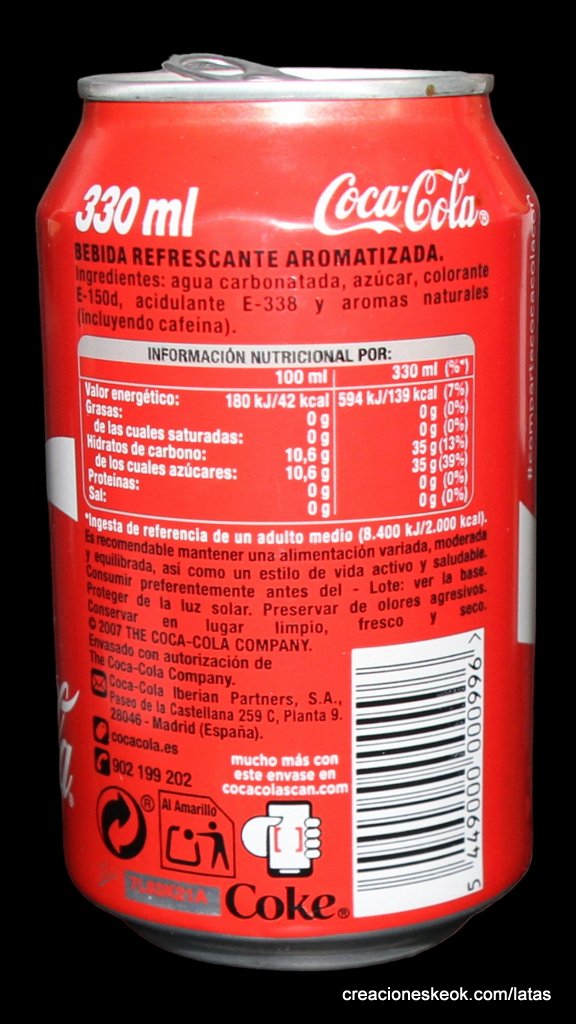 330 ml
Coca-Cola®
BEBIDA REFRESCANTE AROMATIZADA.
Ingredientes: agua carbonatada, azúcar, colorante
E-150d, acidulante E-338 y aromas naturales
(incluyendo cafeína).
INFORMACIÓN NUTRICIONAL POR:
100 ml 330 ml (%*)
Valor energético: 180 kJ/42 kcal 594 kJ/139 kcal (7%)
Grasas: 0 g 0 g (0%)
de las cuales saturadas: 0 g 0 g (0%)
Hidratos de carbono: 10,6 g 35 g (13%)
de los cuales azúcares: 10,6 g 35 g (39%)
Proteínas: 0 g 0 g (0%)
Sal: 0 g 0 g (0%)
*Ingesta de referencia de un adulto medio (8.400 kJ/2.000 kcal).
Es recomendable mantener una alimentación variada, moderada
y equilibrada, así como un estilo de vida activo y saludable.
Consumir preferentemente antes del - Lote: ver la base.
Proteger de la luz solar. Preservar de olores agresivos.
Conservar en lugar limpio, fresco y seco.
© 2007 THE COCA-COLA COMPANY.
Envasado con autorización de
The Coca-Cola Company.
Coca-Cola Iberian Partners, S.A.,
Paseo de la Castellana 259 C, Planta 9.
28046 - Madrid (España).
cocacola.es
902 199 202
mucho más con
este envase en
cocacolascan.com
®
Al Amarillo
Coke®
5 449000 000996 >
#compartecocacolacon
creacioneskeok.com/latas